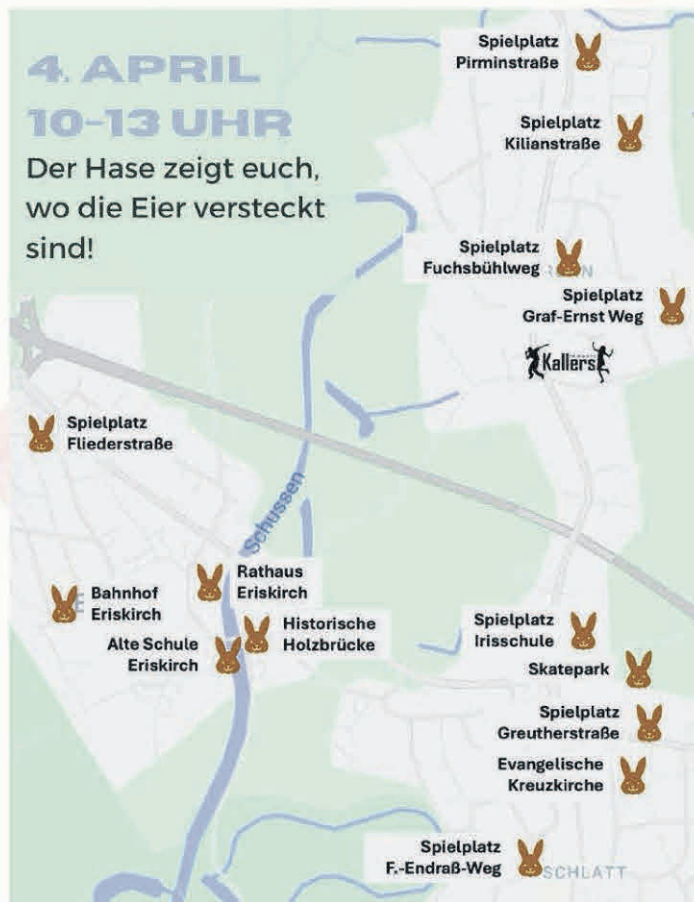 4. APRIL
10-13 UHR
Der Hase zeigt euch,
wo die Eier versteckt
sind!
Spielplatz
Pirminstraße
Spielplatz
Kilianstraße
Spielplatz
Fuchsbühlweg
Spielplatz
Graf-Ernst Weg
Kallers
Spielplatz
Fliederstraße
Schussen
Rathaus
Eriskirch
Bahnhof
Eriskirch
Historische
Holzbrücke
Alte Schule
Eriskirch
Spielplatz
Irisschule
Skatepark
Spielplatz
Greutherstraße
Evangelische
Kreuzkirche
Spielplatz
F.-Endraß-Weg
SCHLATT